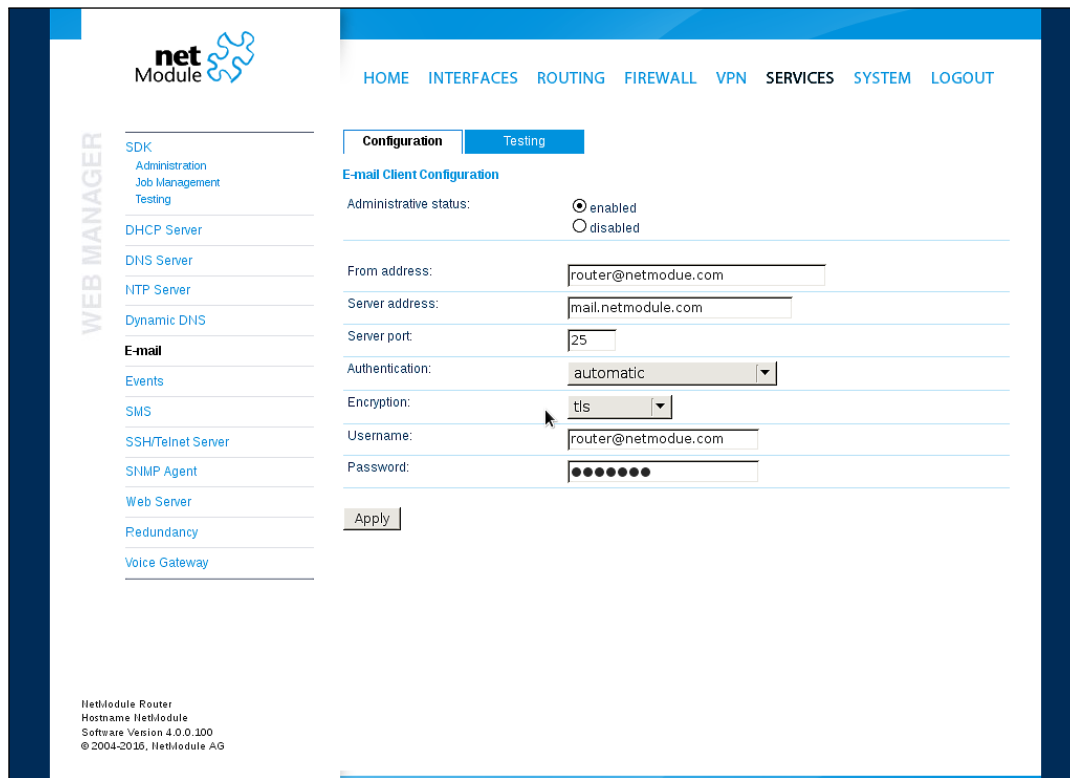 net
Module
HOME INTERFACES ROUTING FIREWALL VPN SERVICES SYSTEM LOGOUT
WEB MANAGER
SDK
Administration
Job Management
Testing
DHCP Server
DNS Server
NTP Server
Dynamic DNS
E-mail
Events
SMS
SSH/Telnet Server
SNMP Agent
Web Server
Redundancy
Voice Gateway
Configuration Testing
E-mail Client Configuration
Administrative status: enabled
disabled
From address: router@netmodue.com
Server address: mail.netmodule.com
Server port: 25
Authentication: automatic
Encryption: tls
Username: router@netmodue.com
Password: ●●●●●●●
Apply
NetModule Router
Hostname NetModule
Software Version 4.0.0.100
© 2004-2016, NetModule AG